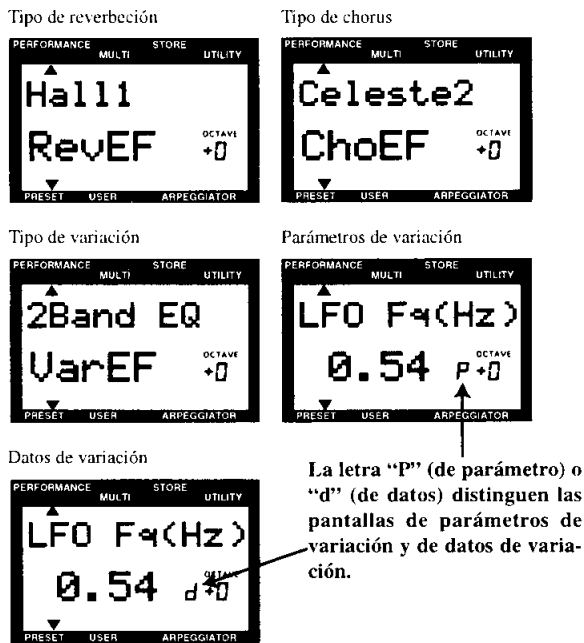 Tipo de reverbeción
PERFORMANCE MULTI STORE UTILITY
Hall1
RevEF OCTAVE +0
PRESET USER ARPEGGIATOR
Tipo de chorus
PERFORMANCE MULTI STORE UTILITY
Celeste2
ChoEF OCTAVE +0
PRESET USER ARPEGGIATOR
Tipo de variación
PERFORMANCE MULTI STORE UTILITY
2Band EQ
VarEF OCTAVE +0
PRESET USER ARPEGGIATOR
Parámetros de variación
PERFORMANCE MULTI STORE UTILITY
LFO Fq(Hz)
0.54 P OCTAVE +0
PRESET USER ARPEGGIATOR
Datos de variación
PERFORMANCE MULTI STORE UTILITY
LFO Fq(Hz)
0.54 d OCTAVE +0
PRESET USER ARPEGGIATOR
La letra “P” (de parámetro) o
“d” (de datos) distinguen las
pantallas de parámetros de
variación y de datos de varia-
ción.